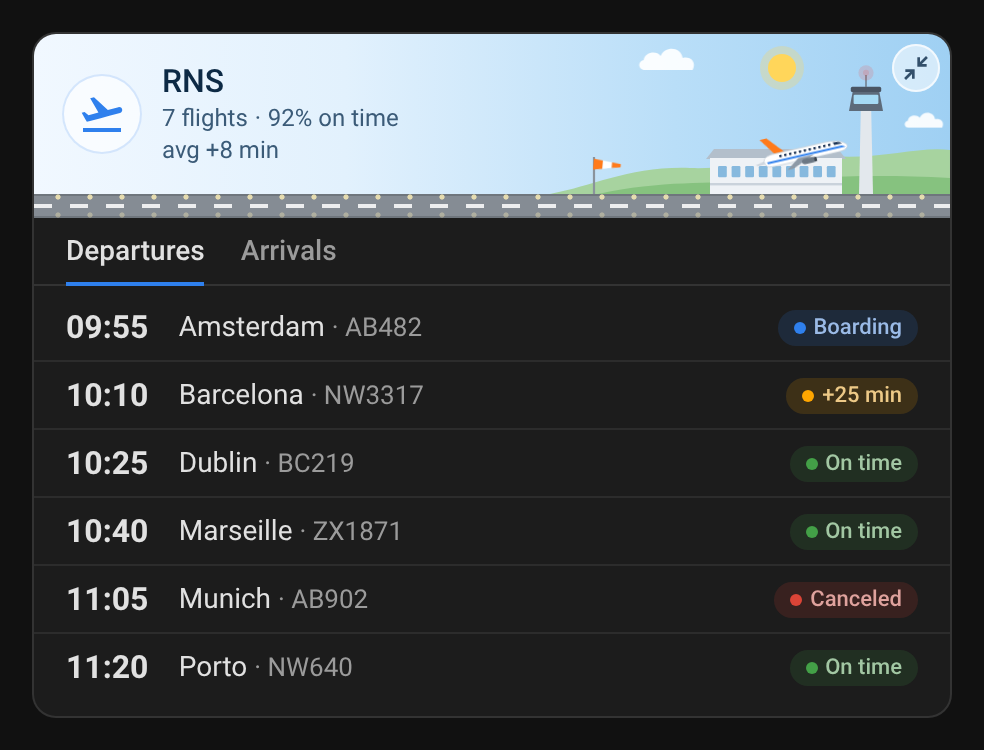 RNS
7 flights · 92% on time
avg +8 min
Departures Arrivals
09:55 Amsterdam · AB482 Boarding
10:10 Barcelona · NW3317 +25 min
10:25 Dublin · BC219 On time
10:40 Marseille · ZX1871 On time
11:05 Munich · AB902 Canceled
11:20 Porto · NW640 On time